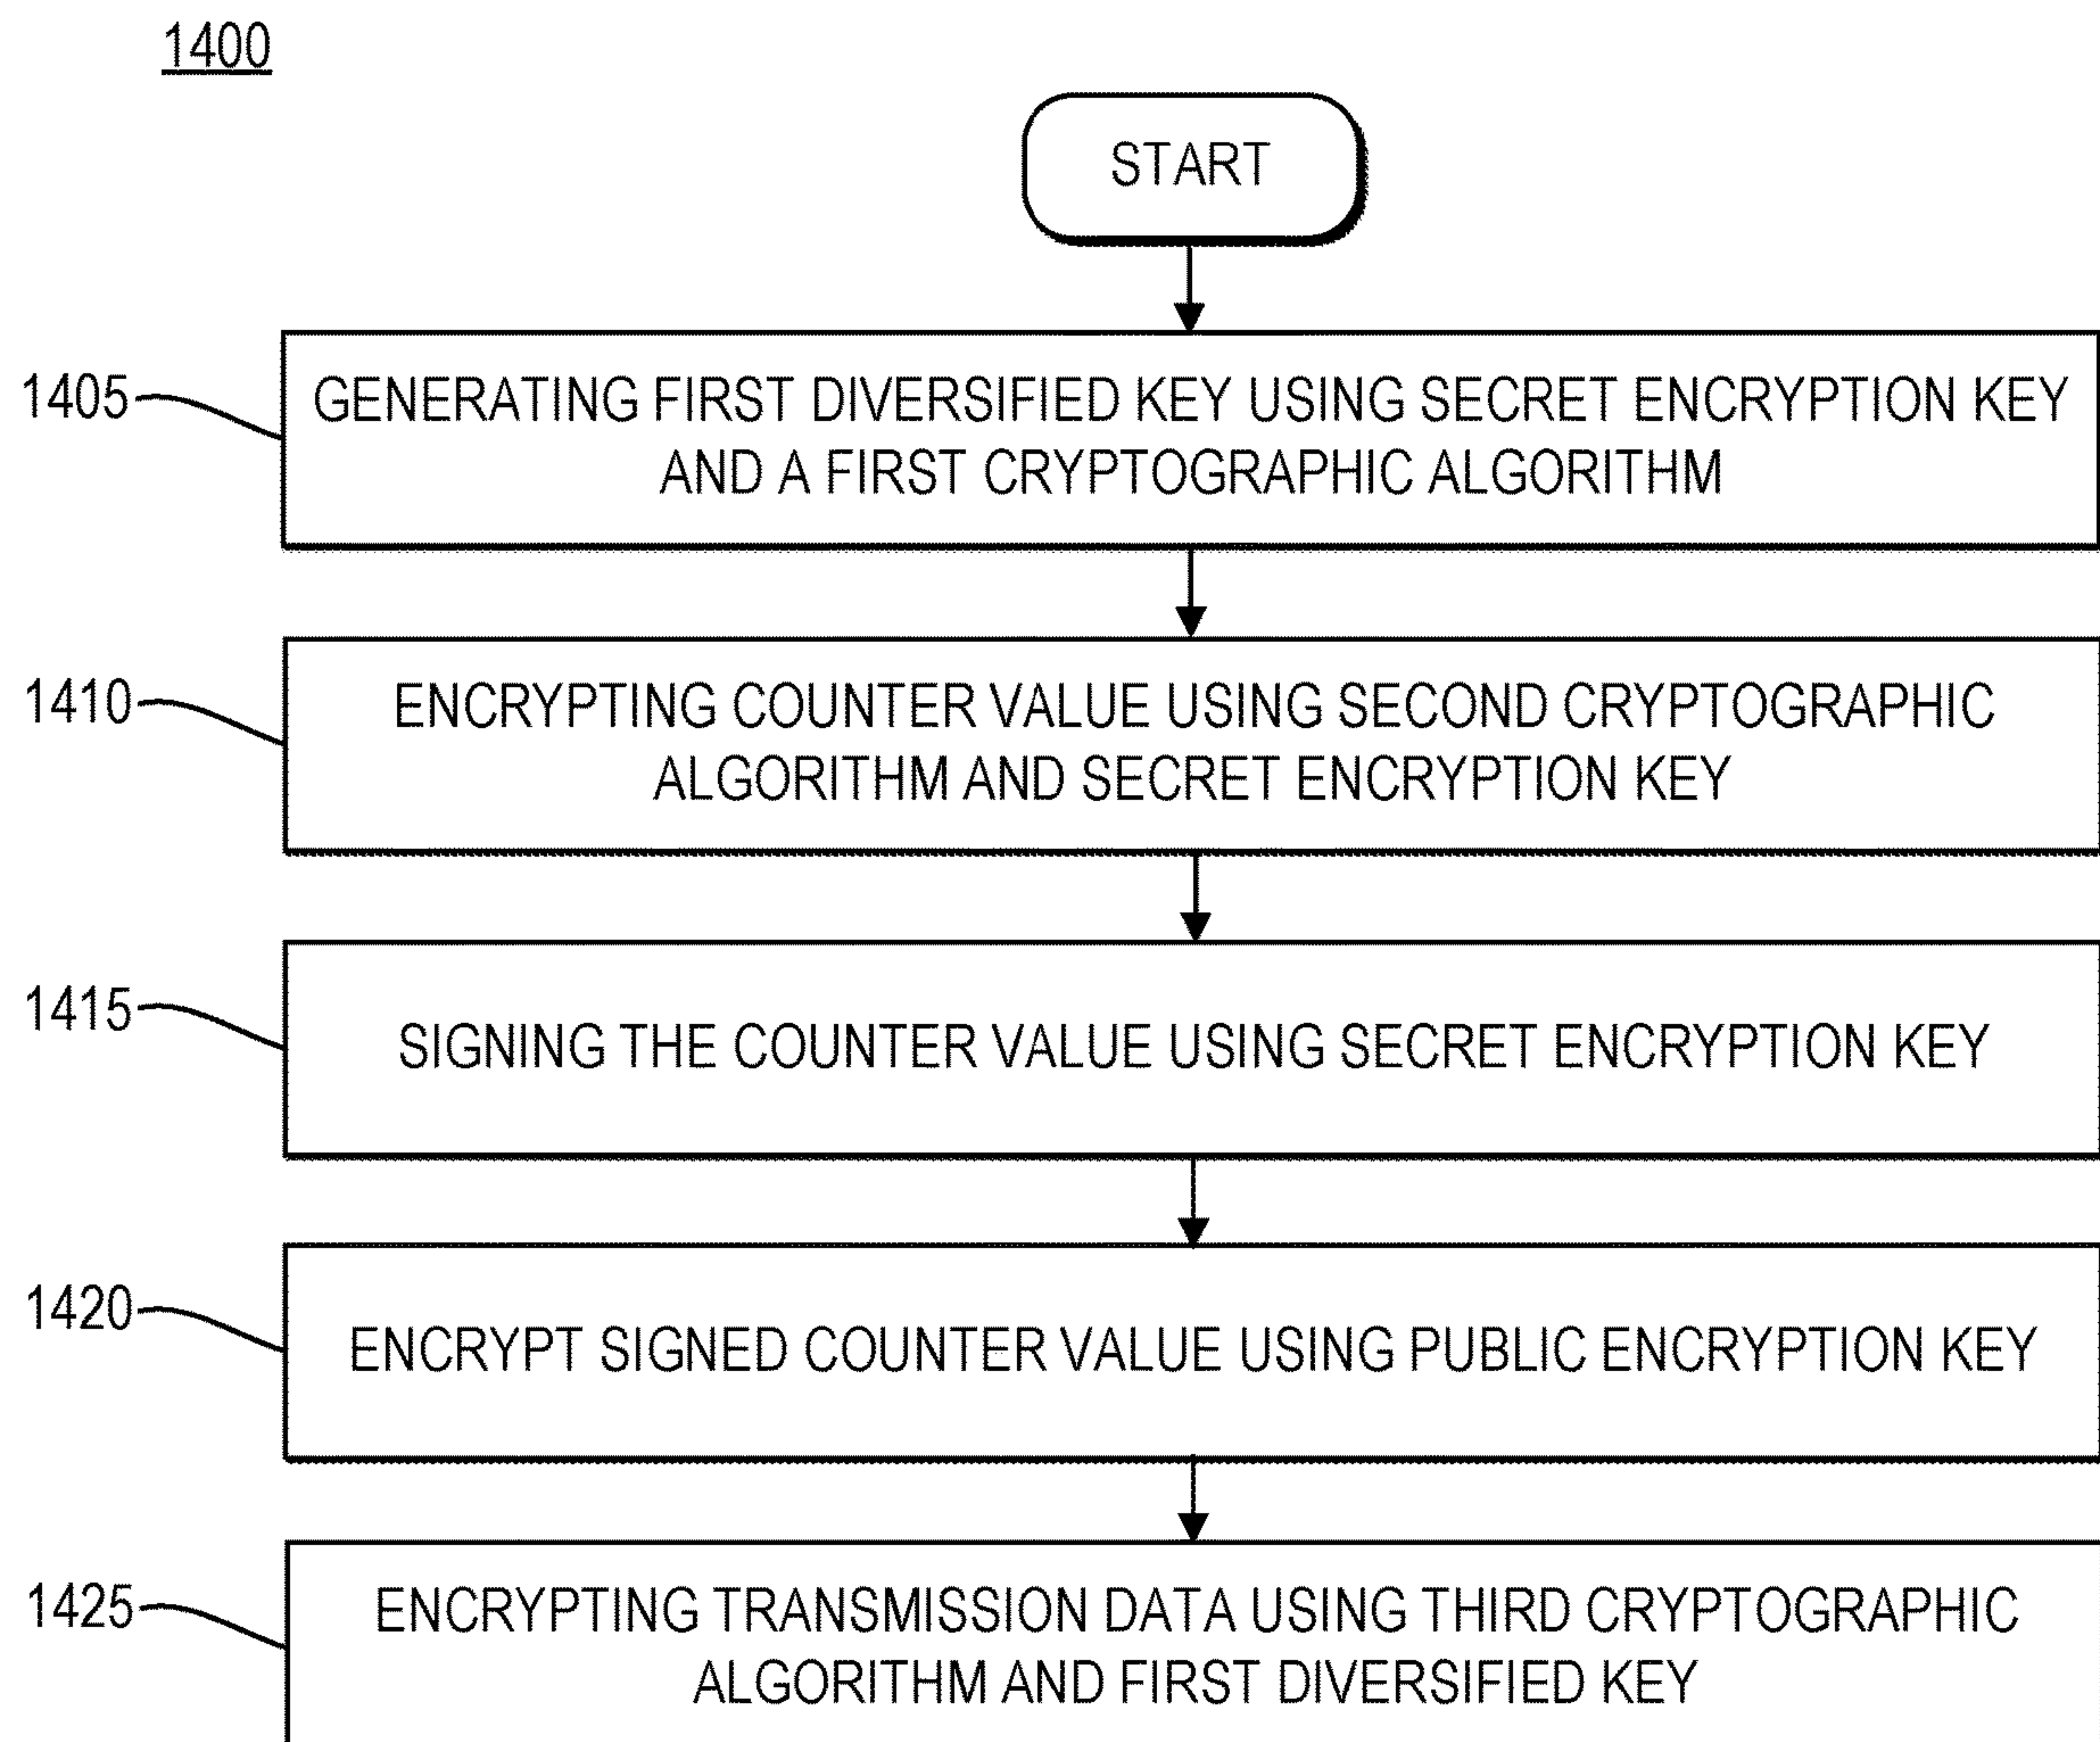 1400
START
1405
GENERATING FIRST DIVERSIFIED KEY USING SECRET ENCRYPTION KEY
AND A FIRST CRYPTOGRAPHIC ALGORITHM
1410
ENCRYPTING COUNTER VALUE USING SECOND CRYPTOGRAPHIC
ALGORITHM AND SECRET ENCRYPTION KEY
1415
SIGNING THE COUNTER VALUE USING SECRET ENCRYPTION KEY
1420
ENCRYPT SIGNED COUNTER VALUE USING PUBLIC ENCRYPTION KEY
1425
ENCRYPTING TRANSMISSION DATA USING THIRD CRYPTOGRAPHIC
ALGORITHM AND FIRST DIVERSIFIED KEY